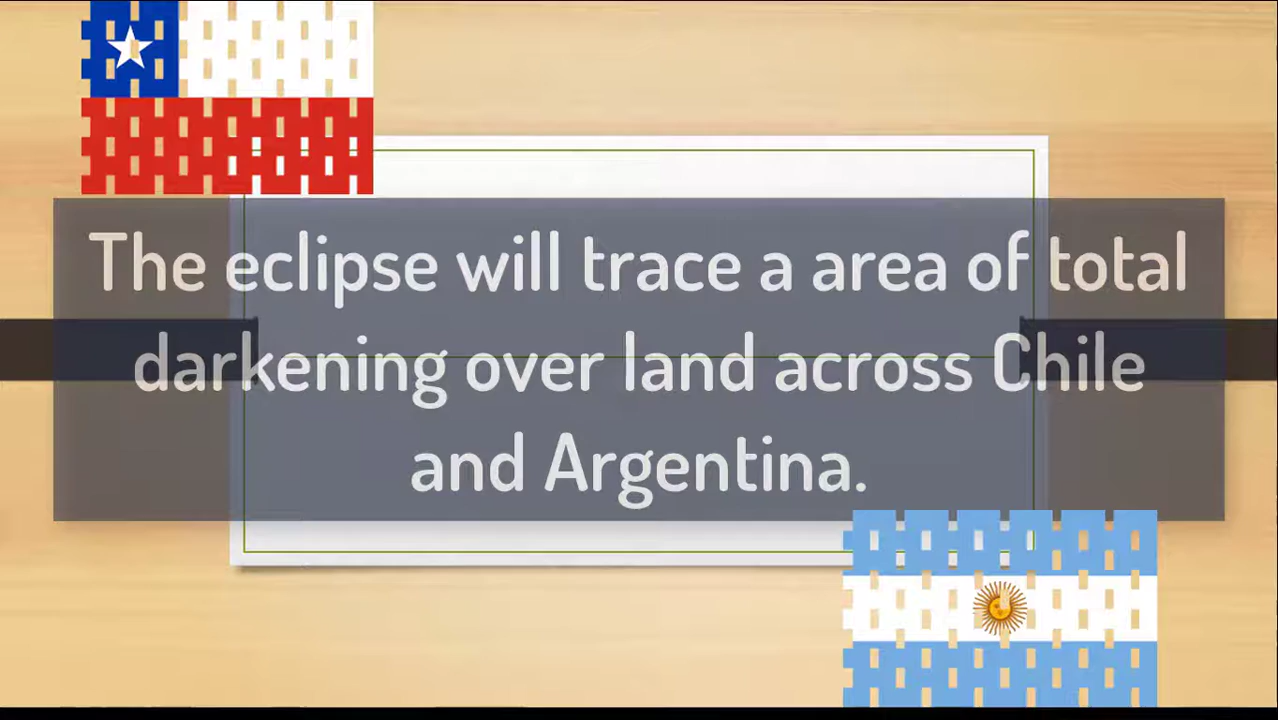 The eclipse will trace a area of total
darkening over land across Chile
and Argentina.